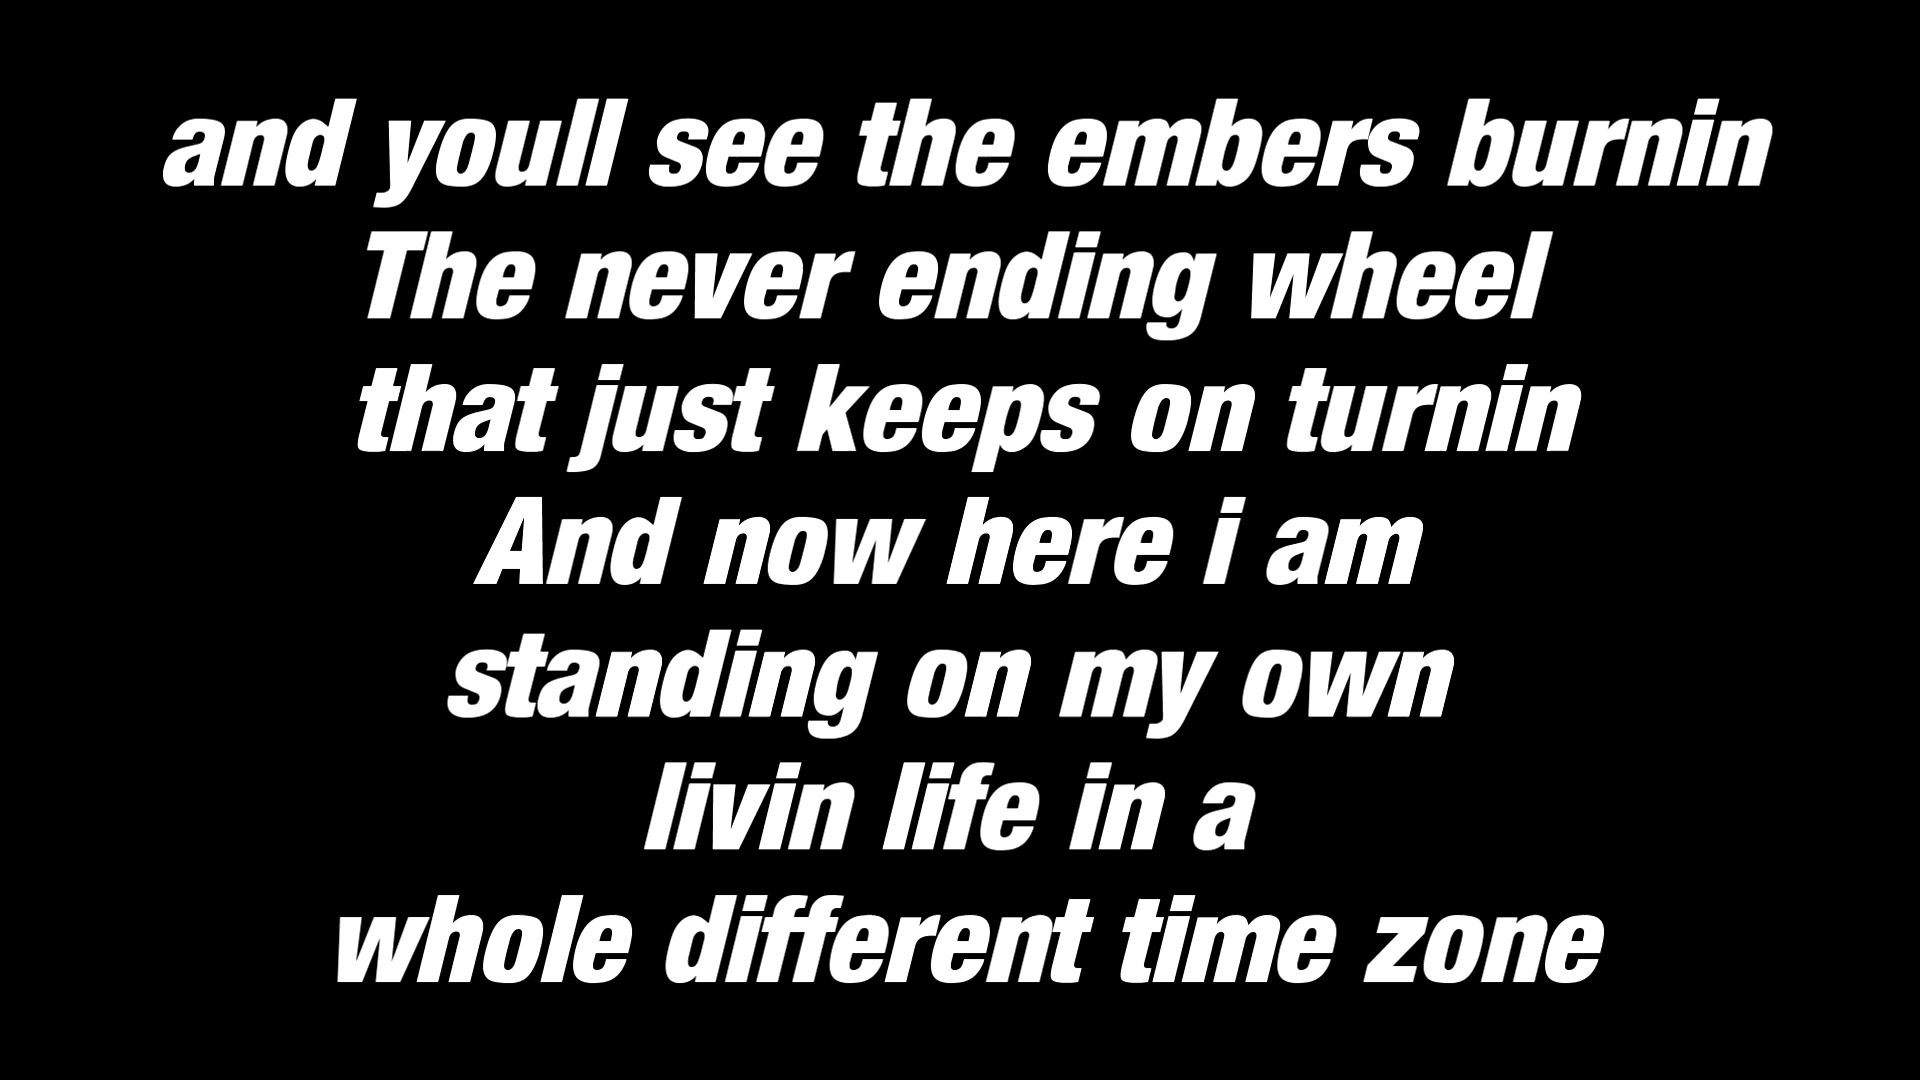 and youll see the embers burnin
The never ending wheel
that just keeps on turnin
And now here i am
standing on my own
livin life in a
whole different time zone